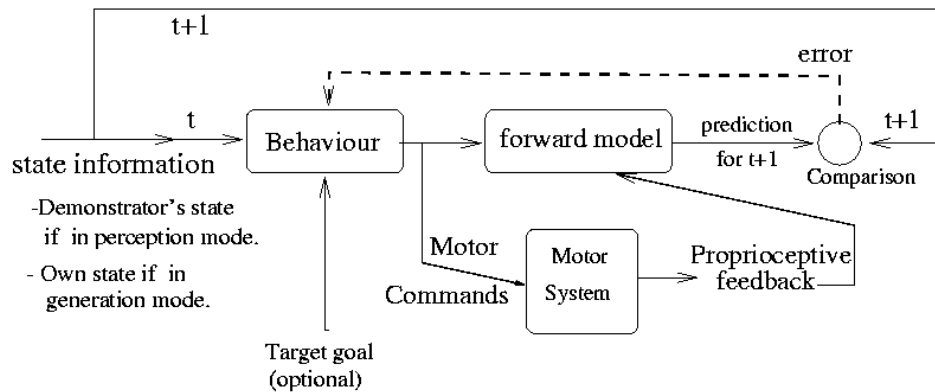 t+1
error
t
Behaviour
forward model
prediction
for t+1
t+1
Comparison
state information
-Demonstrator's state
if in perception mode.
- Own state if in
generation mode.
Motor
Commands
Motor
System
Proprioceptive
feedback
Target goal
(optional)